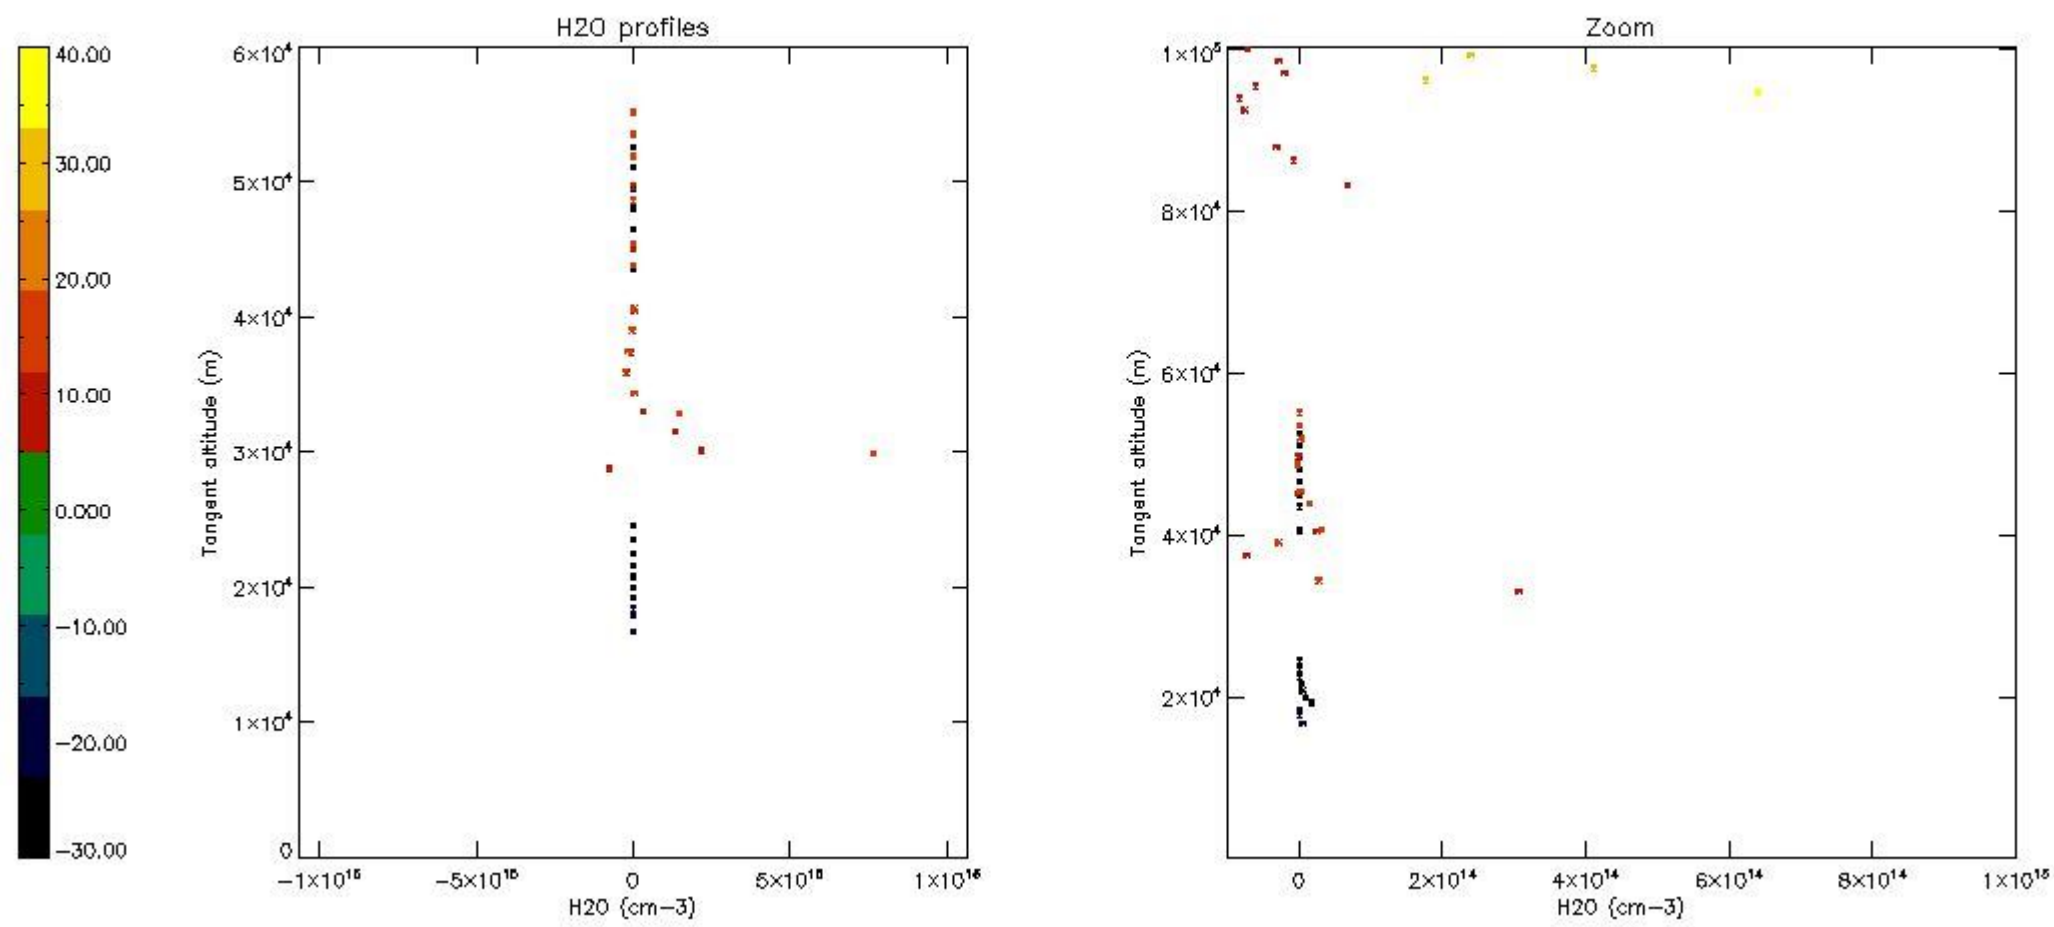 H2O profiles
40.00
30.00
20.00
10.00
0.000
−10.00
−20.00
−30.00
Tangent altitude (m)
6×10⁴
5×10⁴
4×10⁴
3×10⁴
2×10⁴
1×10⁴
0
−1×10¹⁶ −5×10¹⁵ 0 5×10¹⁵ 1×10¹⁶
H2O (cm−3)
Zoom
Tangent altitude (m)
1×10⁵
8×10⁴
6×10⁴
4×10⁴
2×10⁴
0 2×10¹⁴ 4×10¹⁴ 6×10¹⁴ 8×10¹⁴ 1×10¹⁵
H2O (cm−3)